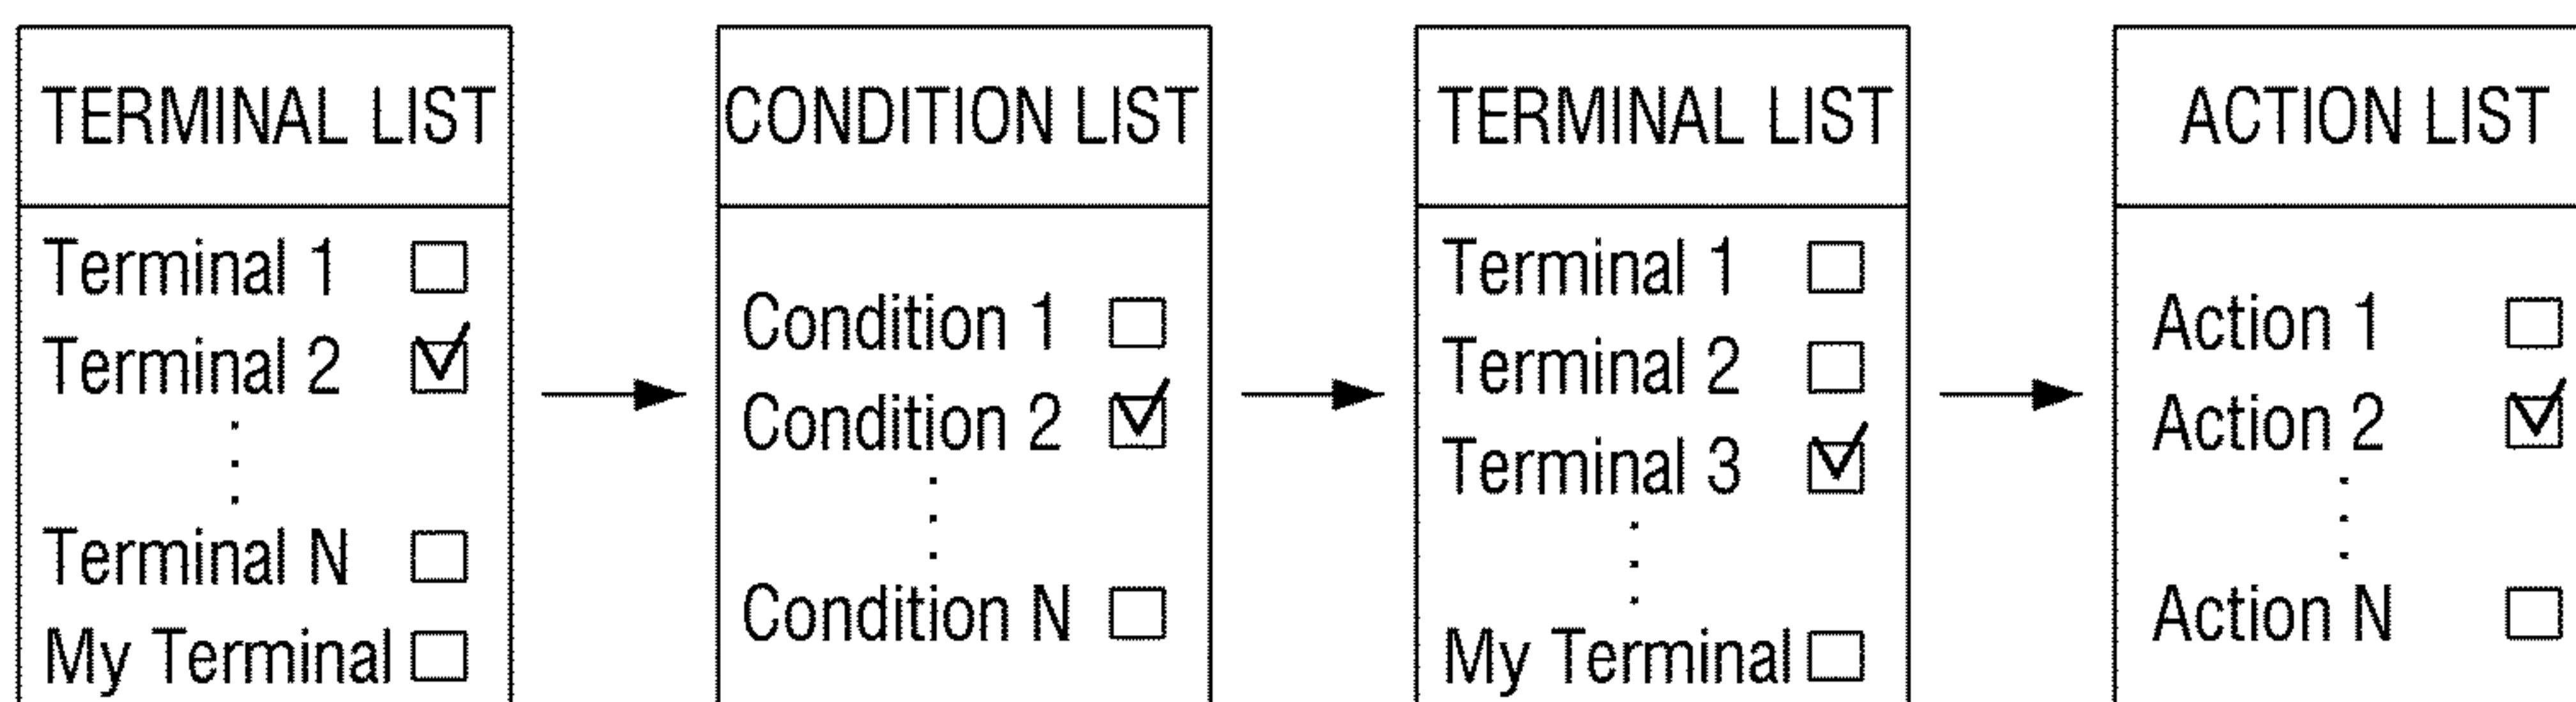 TERMINAL LIST
Terminal 1
Terminal 2
Terminal N
My Terminal
CONDITION LIST
Condition 1
Condition 2
Condition N
TERMINAL LIST
Terminal 1
Terminal 2
Terminal 3
My Terminal
ACTION LIST
Action 1
Action 2
Action N